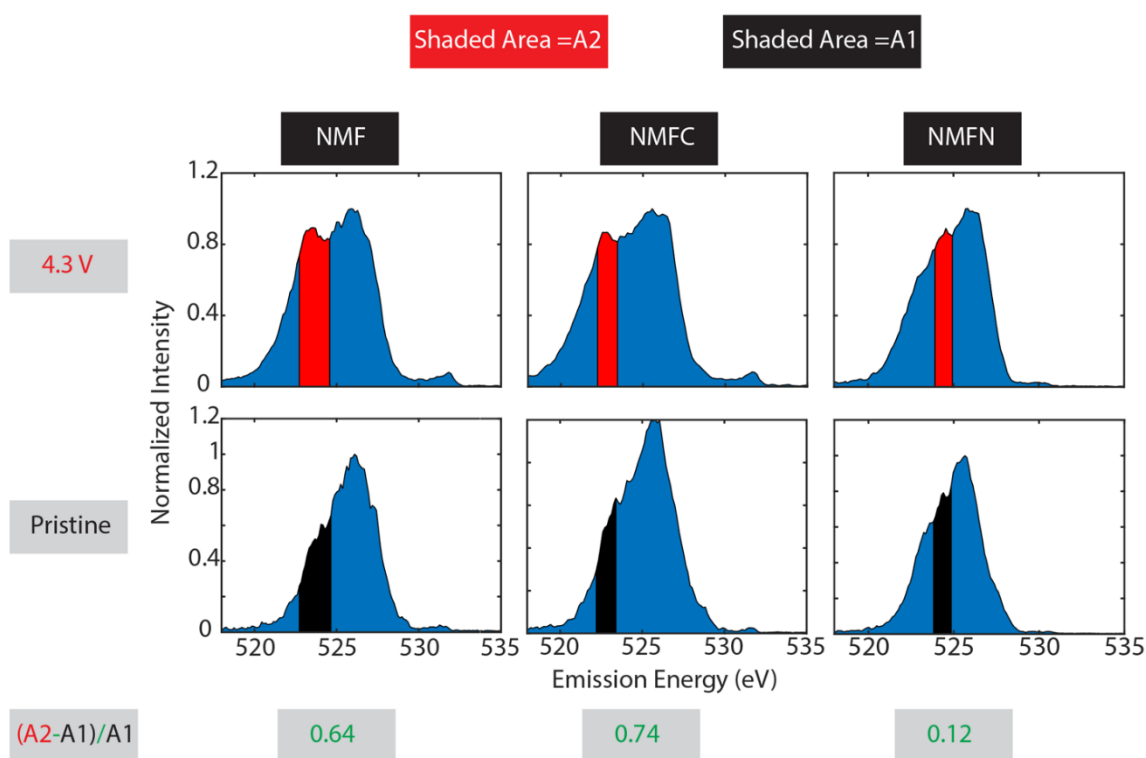 Shaded Area =A2
Shaded Area =A1
NMF
NMFC
NMFN
4.3 V
Pristine
Normalized Intensity
1.2
0.8
0.4
0
1.2
1
0.8
0.4
0
520 525 530 535
520 525 530 535
520 525 530 535
Emission Energy (eV)
(A2-A1)/A1
0.64
0.74
0.12